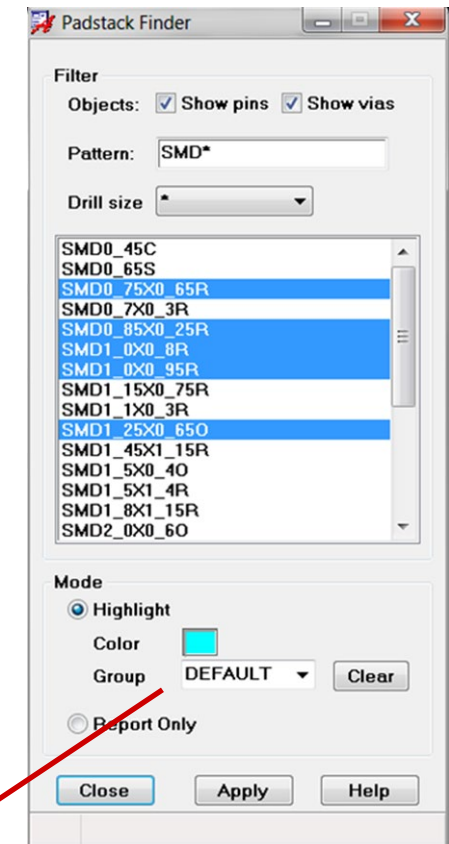 Padstack Finder
Filter
Objects: Show pins Show vias
Pattern: SMD*
Drill size *
SMD0_45C
SMD0_65S
SMD0_75X0_65R
SMD0_7X0_3R
SMD0_85X0_25R
SMD1_0X0_8R
SMD1_0X0_95R
SMD1_15X0_75R
SMD1_1X0_3R
SMD1_25X0_65O
SMD1_45X1_15R
SMD1_5X0_4O
SMD1_5X1_4R
SMD1_8X1_15R
SMD2_0X0_6O
Mode
Highlight
Color
Group DEFAULT Clear
Report Only
Close Apply Help